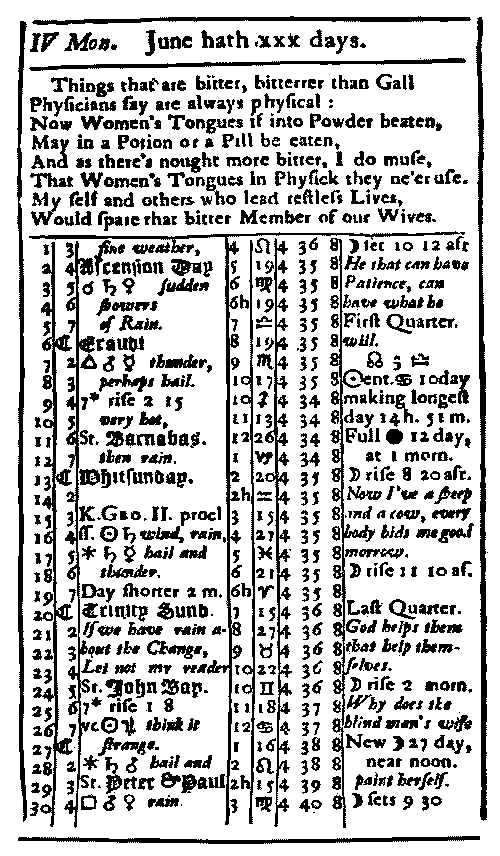 IV Mon. June hath xxx days.
Things that are bitter, bitterrer than Gall
Phyſicians ſay are always phyſical :
Now Women's Tongues if into Powder beaten,
May in a Potion or a Pill be eaten,
And as there's nought more bitter, I do muſe,
That Women's Tongues in Phyſick they ne'er uſe.
My ſelf and others who lead reſtleſs Lives,
Would ſpare that bitter Member of our Wives.
1 3 fine weather, 4 ♌ 4 36 8 ☽ ſet 10 12 aft
2 4 Aſcenſion Day 5 19 4 35 8 He that can have
3 5 ☌ ♄ ♀ ſudden 6 ♍ 4 35 8 Patience, can
4 6 ſhowers 6h 19 4 35 8 have what he
5 7 of Rain. 7 ♎ 4 35 8 Firſt Quarter.
6 C Eraudi 8 19 4 35 8 will.
7 2 △ ♂ ☿ thunder, 9 ♏ 4 35 8 ☊ 5 ♎
8 3 perhaps hail. 10 17 4 35 8 ☉ent. ♋ 10day
9 4 7* riſe 2 15 10 ♐ 4 34 8 making longeſt
10 5 very hot, 11 13 4 34 8 day 14h. 51 m.
11 6 St. Barnabas. 12 26 4 34 8 Full ● 12 day,
12 7 then rain. 1 ♑ 4 34 8 at 1 morn.
13 C Whitſunday. 2 20 4 35 8 ☽ riſe 8 20 aft.
14 2 2h ♒ 4 35 8 Now I've a ſheep
15 3 K. GEO. II. procl 3 15 4 35 8 and a cow, every
16 4 ſſ. ☉ ♄ wind, rain, 4 27 4 35 8 body bids me good
17 5 ⚹ ♄ ☿ hail and 5 ♓ 4 35 8 morrow.
18 6 thunder. 6 21 4 35 8 ☽ riſe 11 10 af.
19 7 Day ſhorter 2 m. 6h ♈ 4 35 8
20 C Trinity Sund. 7 15 4 36 8 Laſt Quarter.
21 2 If we have rain a- 8 27 4 36 8 God helps them
22 3 bout the Change, 9 ♉ 4 36 8 that help them-
23 4 Let not my reader 10 22 4 36 8 ſelves.
24 5 St. John Bap. 10 ♊ 4 36 8 ☽ riſe 2 morn.
25 6 7* riſe 1 8 11 18 4 37 8 Why does the
26 7 think it 12 ♋ 4 37 8 blind man's wife
27 C ſtrange. 1 16 4 38 8 New ☽ 27 day,
28 2 ⚹ ♄ ♂ hail and 2 ♌ 4 38 8 near noon.
29 3 St. Peter & Paul 2h 15 4 39 8 paint herſelf.
30 4 □ ♂ ♀ rain. 3 ♍ 4 40 8 ☽ ſets 9 30